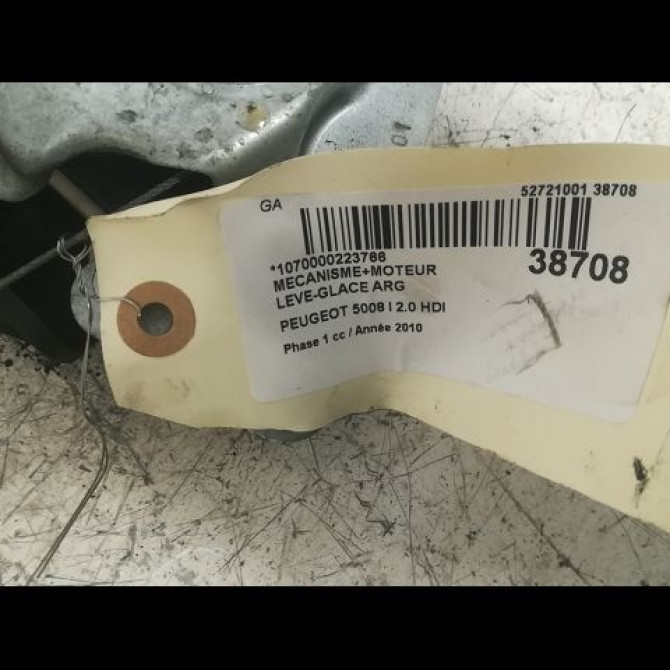 10
GA
52721001 38708
*1070000223766
38708
MECANISME+MOTEUR
LEVE-GLACE ARG
PEUGEOT 5008 I 2.0 HDI
Phase 1 cc / Année 2010